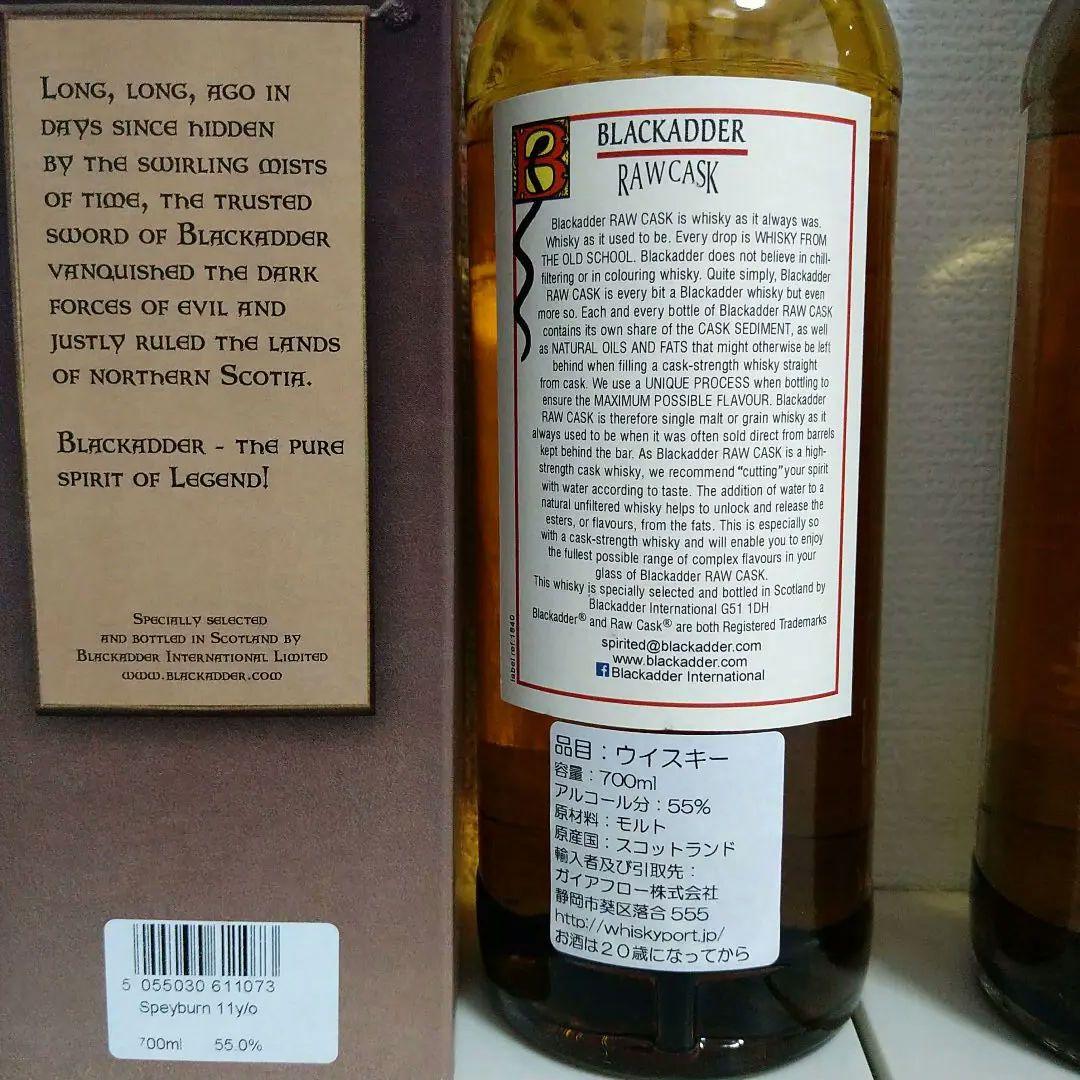 Long, long, ago in
days since hidden
by the swirling mists
of time, the trusted
sword of Blackadder
vanquished the dark
forces of evil and
justly ruled the lands
of northern Scotia.
Blackadder - the pure
spirit of Legend!
Specially selected
and bottled in Scotland by
Blackadder International Limited
www.blackadder.com
5 055030 611073
Speyburn 11y/o
700ml 55.0%
B
BLACKADDER
RAW CASK
Blackadder RAW CASK is whisky as it always was.
Whisky as it used to be. Every drop is WHISKY FROM
THE OLD SCHOOL. Blackadder does not believe in chill-
filtering or in colouring whisky. Quite simply, Blackadder
RAW CASK is every bit a Blackadder whisky but even
more so. Each and every bottle of Blackadder RAW CASK
contains its own share of the CASK SEDIMENT, as well
as NATURAL OILS AND FATS that might otherwise be left
behind when filling a cask-strength whisky straight
from cask. We use a UNIQUE PROCESS when bottling to
ensure the MAXIMUM POSSIBLE FLAVOUR. Blackadder
RAW CASK is therefore single malt or grain whisky as it
always used to be when it was often sold direct from barrels
kept behind the bar. As Blackadder RAW CASK is a high-
strength cask whisky, we recommend "cutting" your spirit
with water according to taste. The addition of water to a
natural unfiltered whisky helps to unlock and release the
esters, or flavours, from the fats. This is especially so
with a cask-strength whisky and will enable you to enjoy
the fullest possible range of complex flavours in your
glass of Blackadder RAW CASK.
This whisky is specially selected and bottled in Scotland by
Blackadder International G51 1DH
Blackadder® and Raw Cask® are both Registered Trademarks
spirited@blackadder.com
www.blackadder.com
f Blackadder International
label ref:1840
品目：ウイスキー
容量：700ml
アルコール分：55%
原材料：モルト
原産国：スコットランド
輸入者及び引取先：
ガイアフロー株式会社
静岡市葵区落合555
http://whiskyport.jp/
お酒は20歳になってから